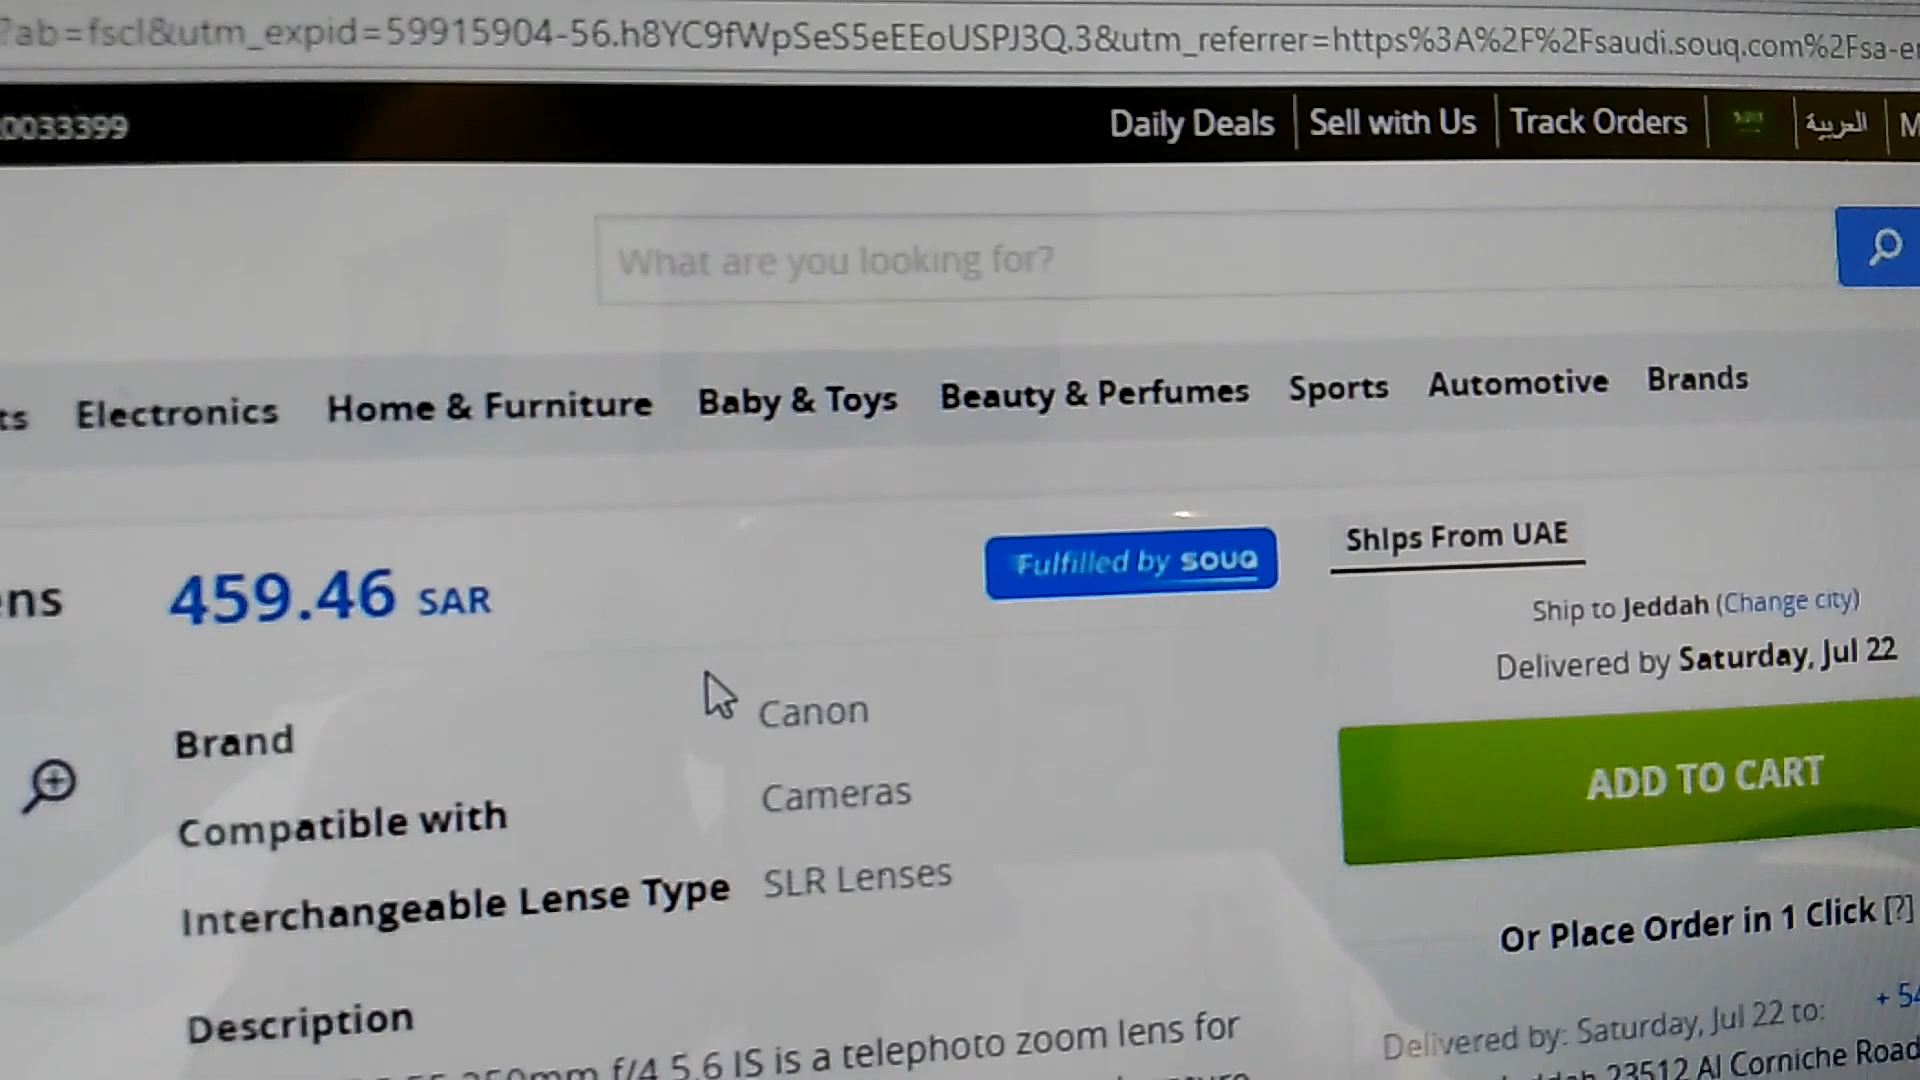 ?ab=fscl&utm_expid=59915904-56.h8YC9fWpSeS5eEEoUSPJ3Q.3&utm_referrer=https%3A%2F%2Fsaudi.souq.com%2Fsa-en
0033399
Daily Deals Sell with Us Track Orders العربية M
What are you looking for?
ts Electronics Home & Furniture Baby & Toys Beauty & Perfumes Sports Automotive Brands
ens 459.46 SAR
Fulfilled by souq
Ships From UAE
Ship to Jeddah (Change city)
Delivered by Saturday, Jul 22
Brand Canon
Compatible with Cameras
Interchangeable Lense Type SLR Lenses
ADD TO CART
Or Place Order in 1 Click [?]
Description
250mm f/4 5.6 IS is a telephoto zoom lens for
+ 54
Delivered by: Saturday, Jul 22 to:
23512 Al Corniche Road